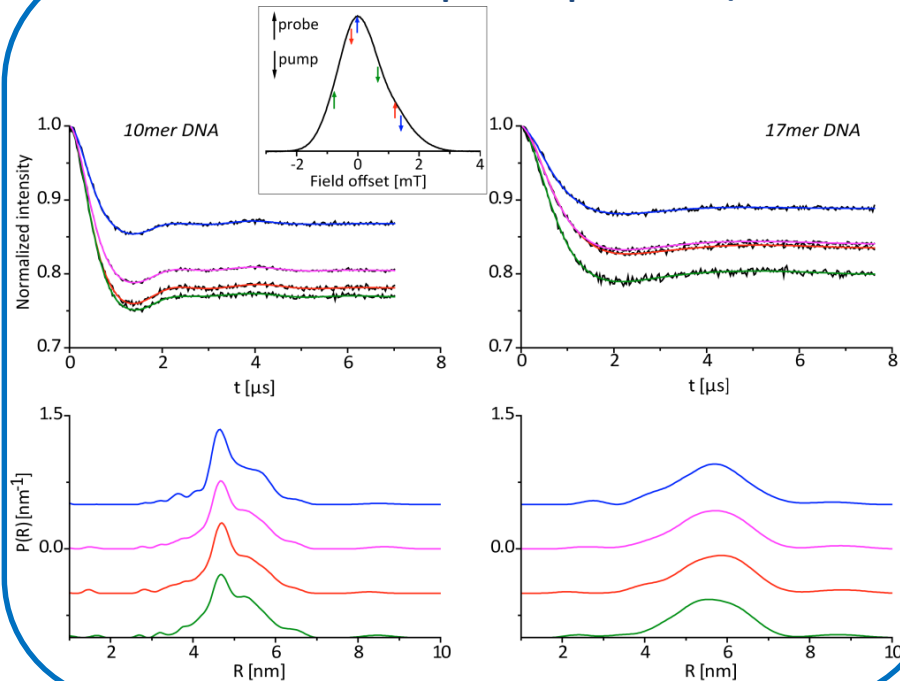 probe
pump
-2 0 2 4
Field offset [mT]
10mer DNA
1.0
0.9
0.8
0.7
Normalized intensity
0 2 4 6 8
t [µs]
17mer DNA
1.0
0.9
0.8
0.7
0 2 4 6 8
t [µs]
1.5
0.0
P(R) [nm-1]
2 4 6 8 10
R [nm]
1.5
0.0
2 4 6 8 10
R [nm]